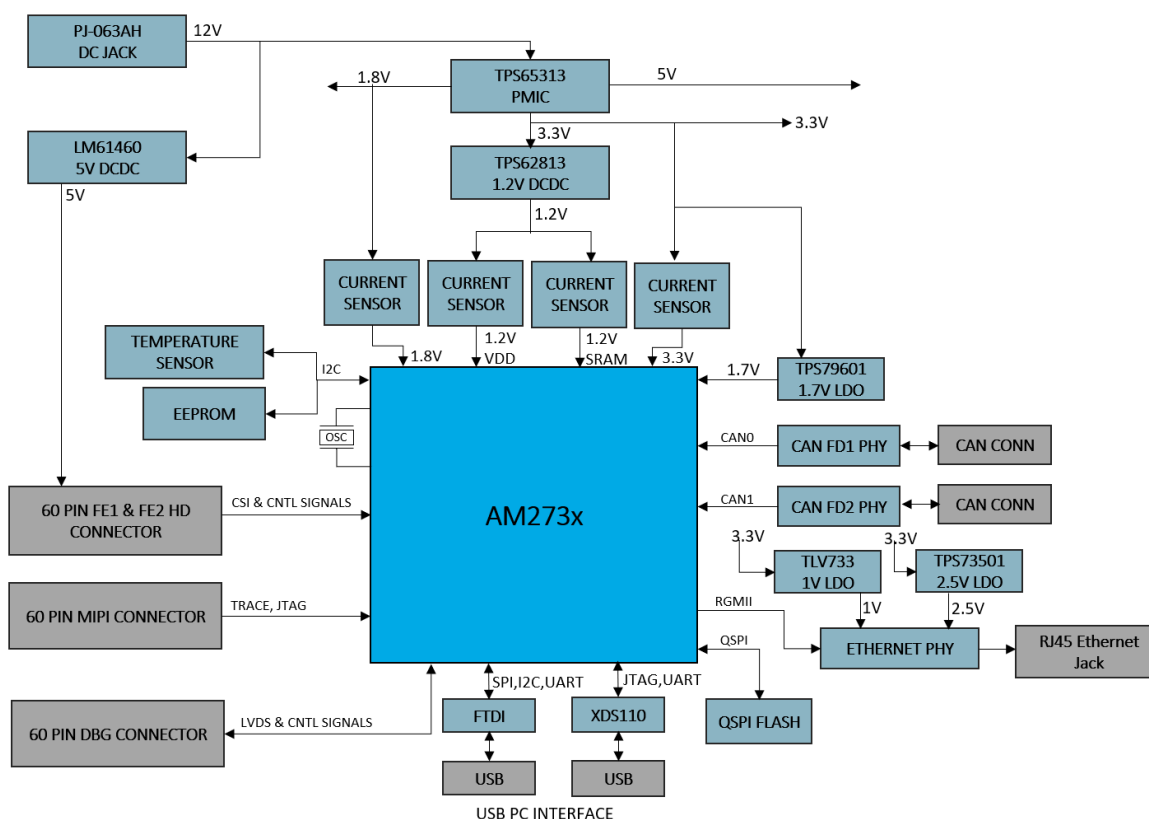 PJ-063AH
DC JACK
12V
TPS65313
PMIC
1.8V
5V
3.3V
3.3V
LM61460
5V DCDC
5V
TPS62813
1.2V DCDC
1.2V
CURRENT
SENSOR
CURRENT
SENSOR
CURRENT
SENSOR
CURRENT
SENSOR
1.8V
1.2V
VDD
1.2V
SRAM
3.3V
TEMPERATURE
SENSOR
I2C
EEPROM
OSC
1.7V
TPS79601
1.7V LDO
CAN0
CAN FD1 PHY
CAN CONN
CAN1
CAN FD2 PHY
CAN CONN
AM273x
60 PIN FE1 & FE2 HD
CONNECTOR
CSI & CNTL SIGNALS
3.3V
TLV733
1V LDO
1V
3.3V
TPS73501
2.5V LDO
2.5V
60 PIN MIPI CONNECTOR
TRACE, JTAG
RGMII
ETHERNET PHY
RJ45 Ethernet
Jack
QSPI
QSPI FLASH
SPI,I2C,UART
FTDI
USB
JTAG,UART
XDS110
USB
60 PIN DBG CONNECTOR
LVDS & CNTL SIGNALS
USB PC INTERFACE